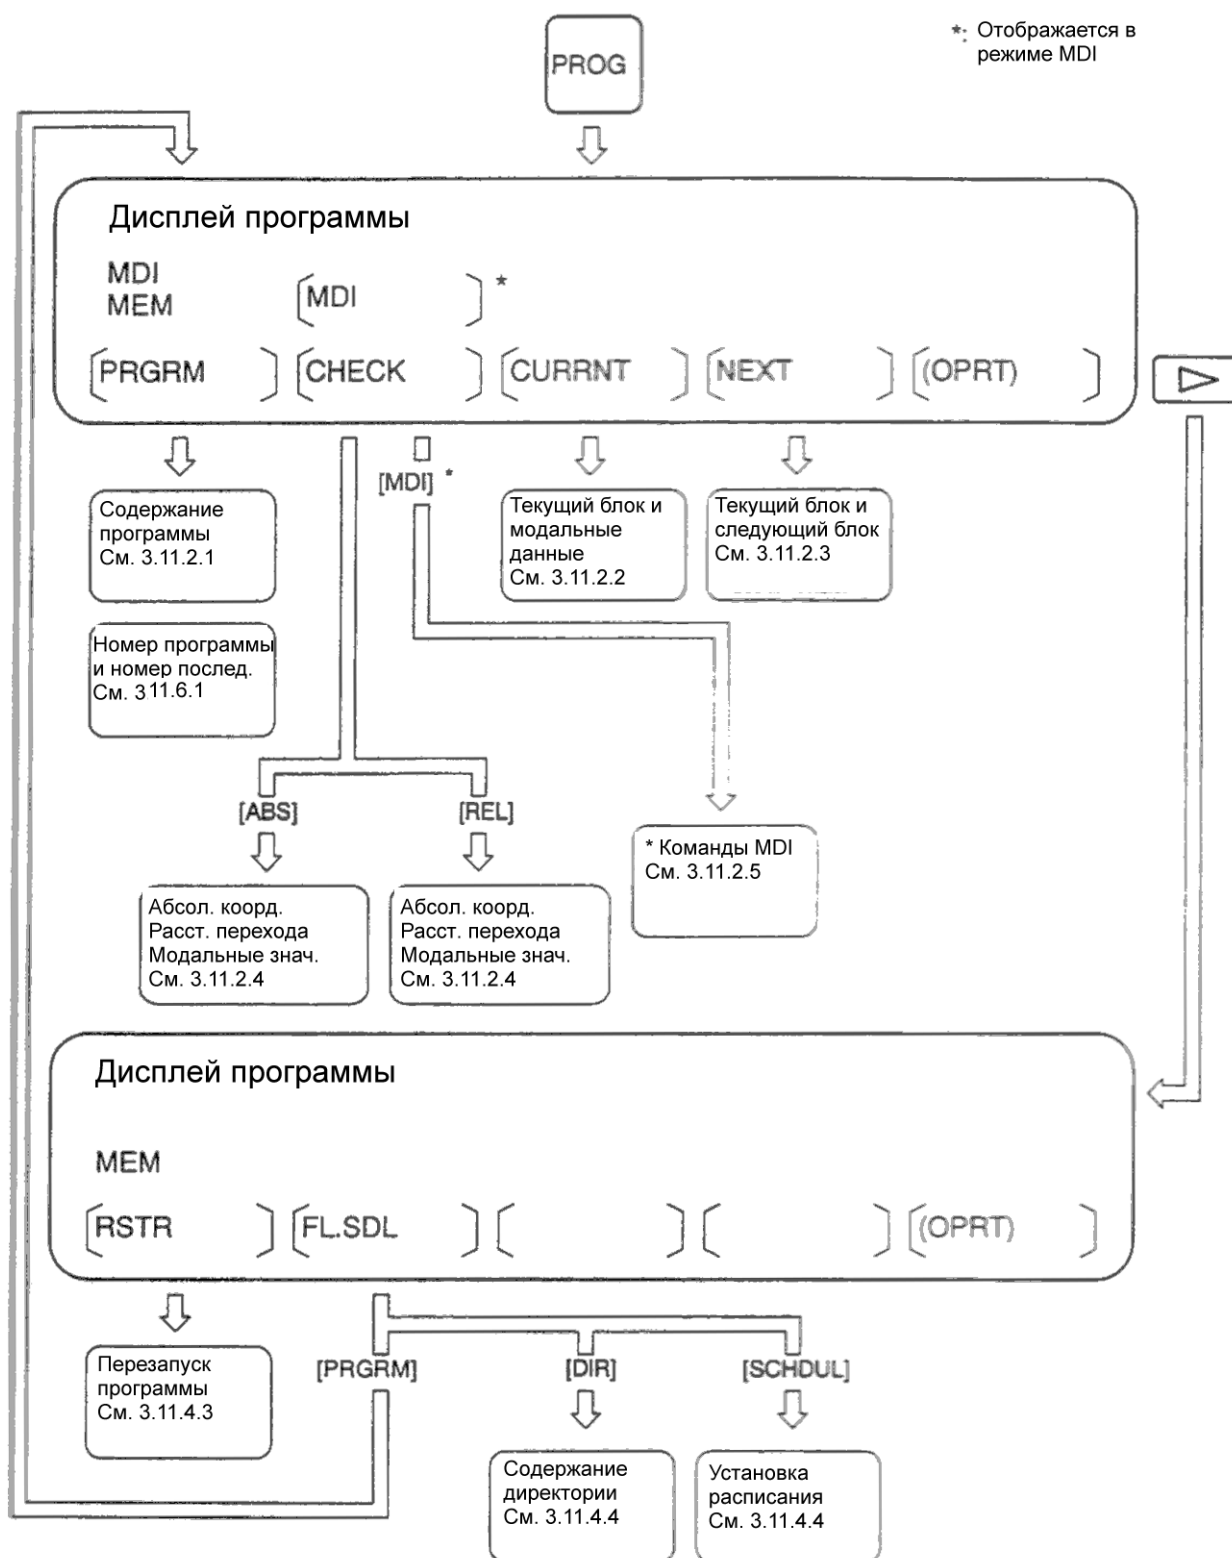 *: Отображается в
режиме MDI
PROG
Дисплей программы
MDI
MEM
[MDI ] *
[PRGRM ] [CHECK ] [CURRNT ] [NEXT ] [(OPRT) ]
[MDI] *
Содержание
программы
См. 3.11.2.1
Текущий блок и
модальные
данные
См. 3.11.2.2
Текущий блок и
следующий блок
См. 3.11.2.3
Номер программы
и номер послед.
См. 3 11.6.1
[ABS]
[REL]
* Команды MDI
См. 3.11.2.5
Абсол. коорд.
Расст. перехода
Модальные знач.
См. 3.11.2.4
Абсол. коорд.
Расст. перехода
Модальные знач.
См. 3.11.2.4
Дисплей программы
MEM
[RSTR ] [FL.SDL ] [ ] [ ] [(OPRT) ]
[PRGRM]
[DIR]
[SCHDUL]
Перезапуск
программы
См. 3.11.4.3
Содержание
директории
См. 3.11.4.4
Установка
расписания
См. 3.11.4.4